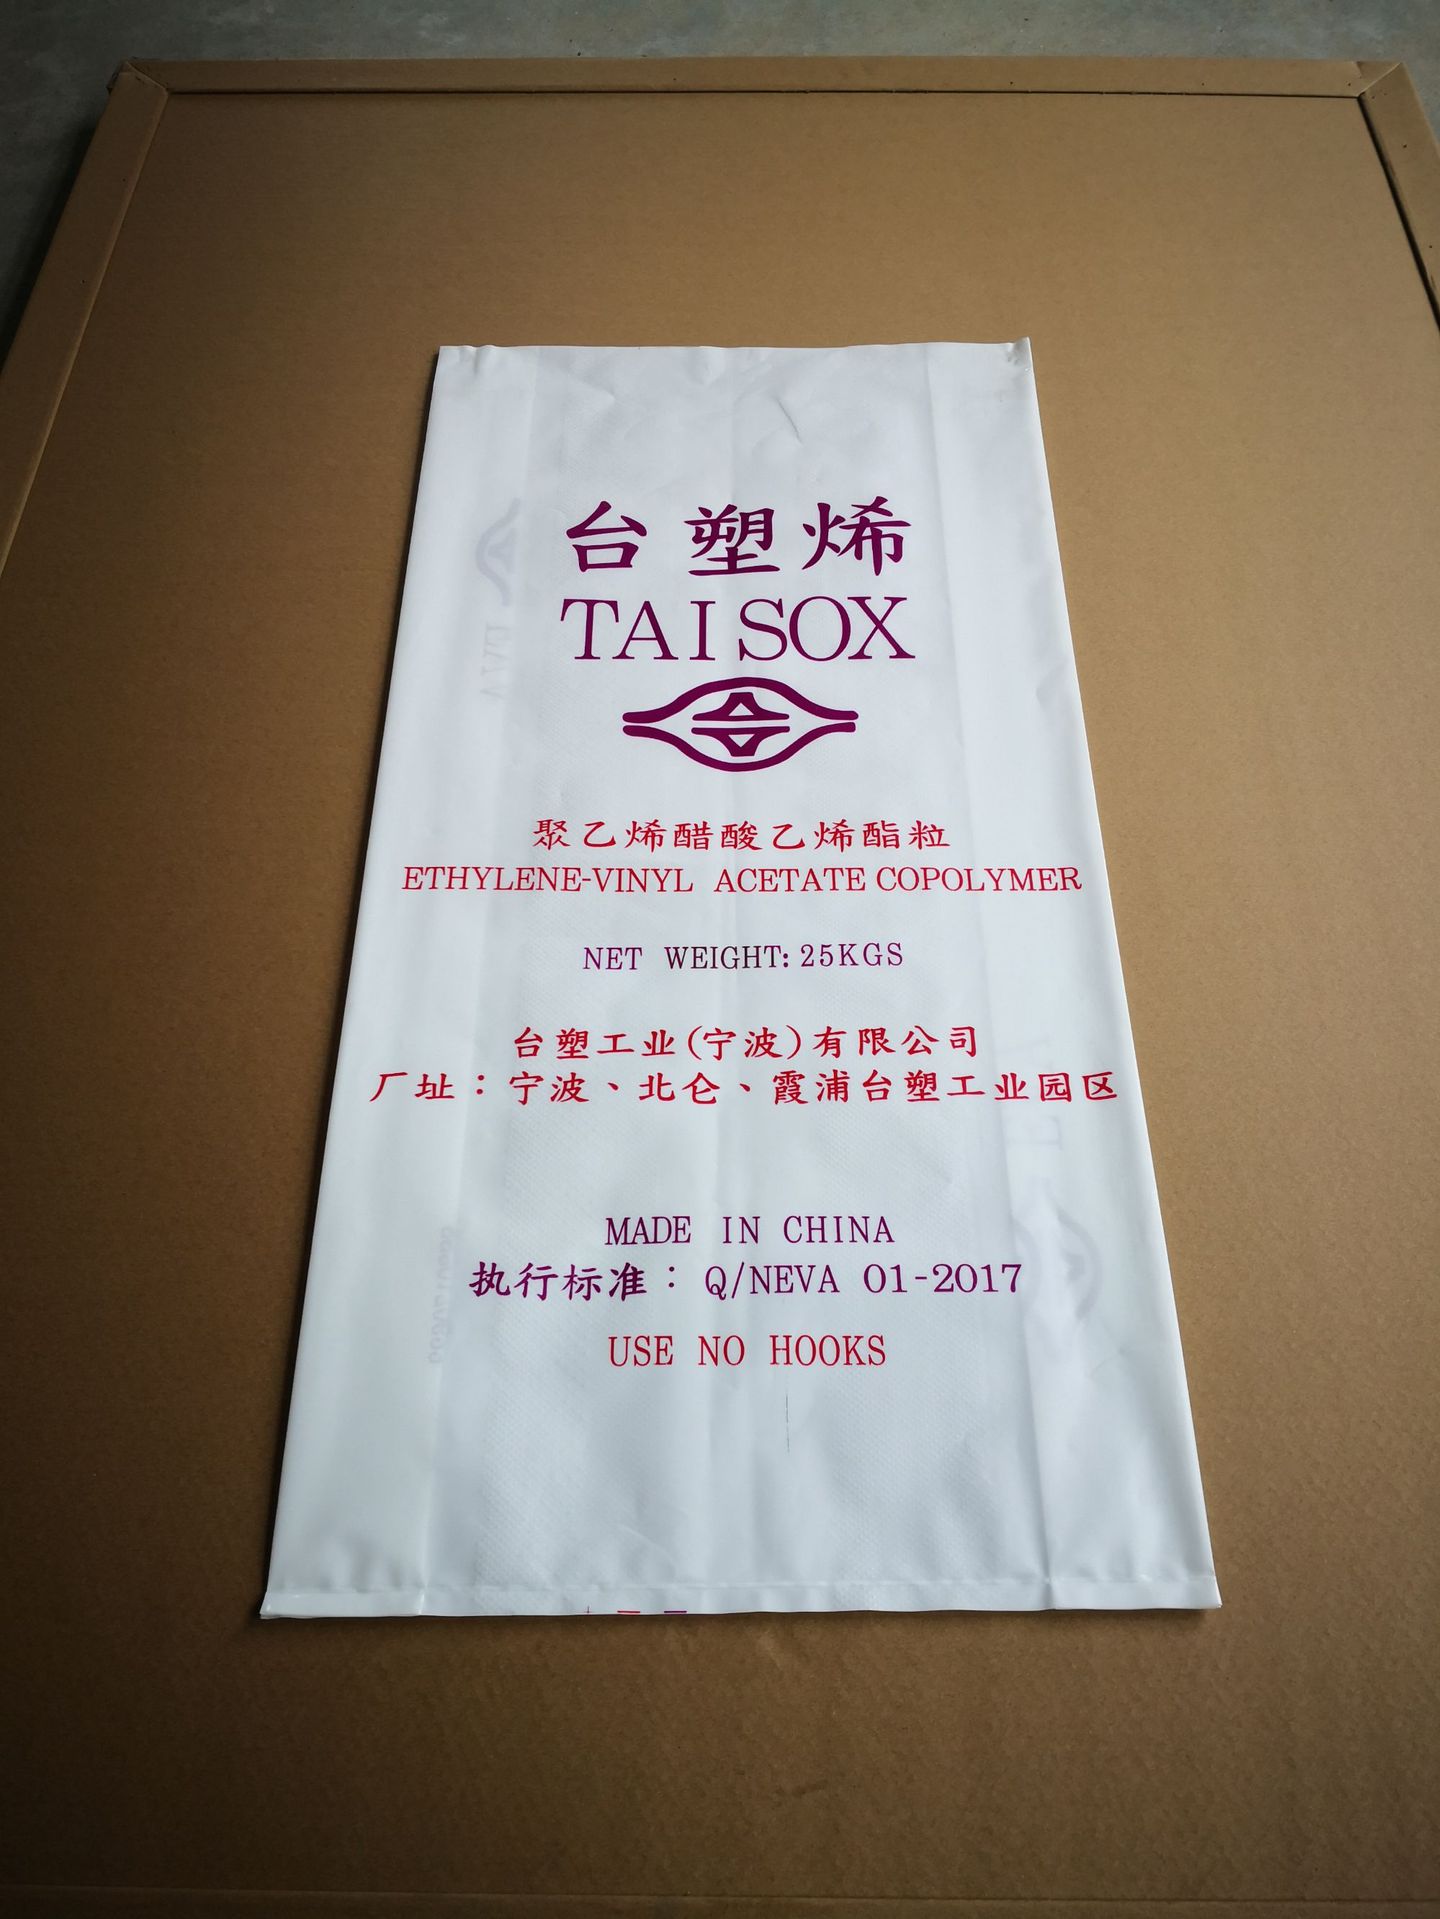 台塑烯
TAISOX
聚乙烯醋酸乙烯酯粒
ETHYLENE-VINYL ACETATE COPOLYMER
NET WEIGHT: 25KGS
台塑工业(宁波)有限公司
厂址：宁波、北仑、霞浦台塑工业园区
MADE IN CHINA
执行标准：Q/NEVA 01-2017
USE NO HOOKS